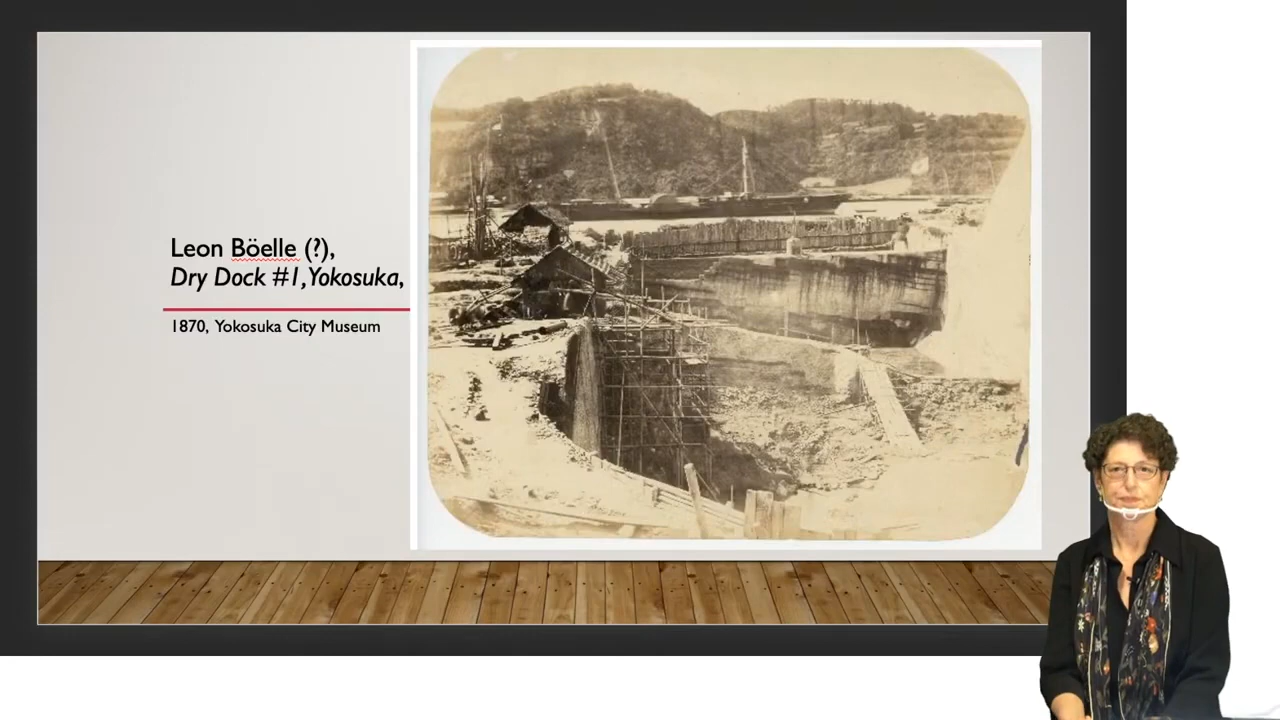 Leon Böelle (?),
Dry Dock #1, Yokosuka,
1870, Yokosuka City Museum